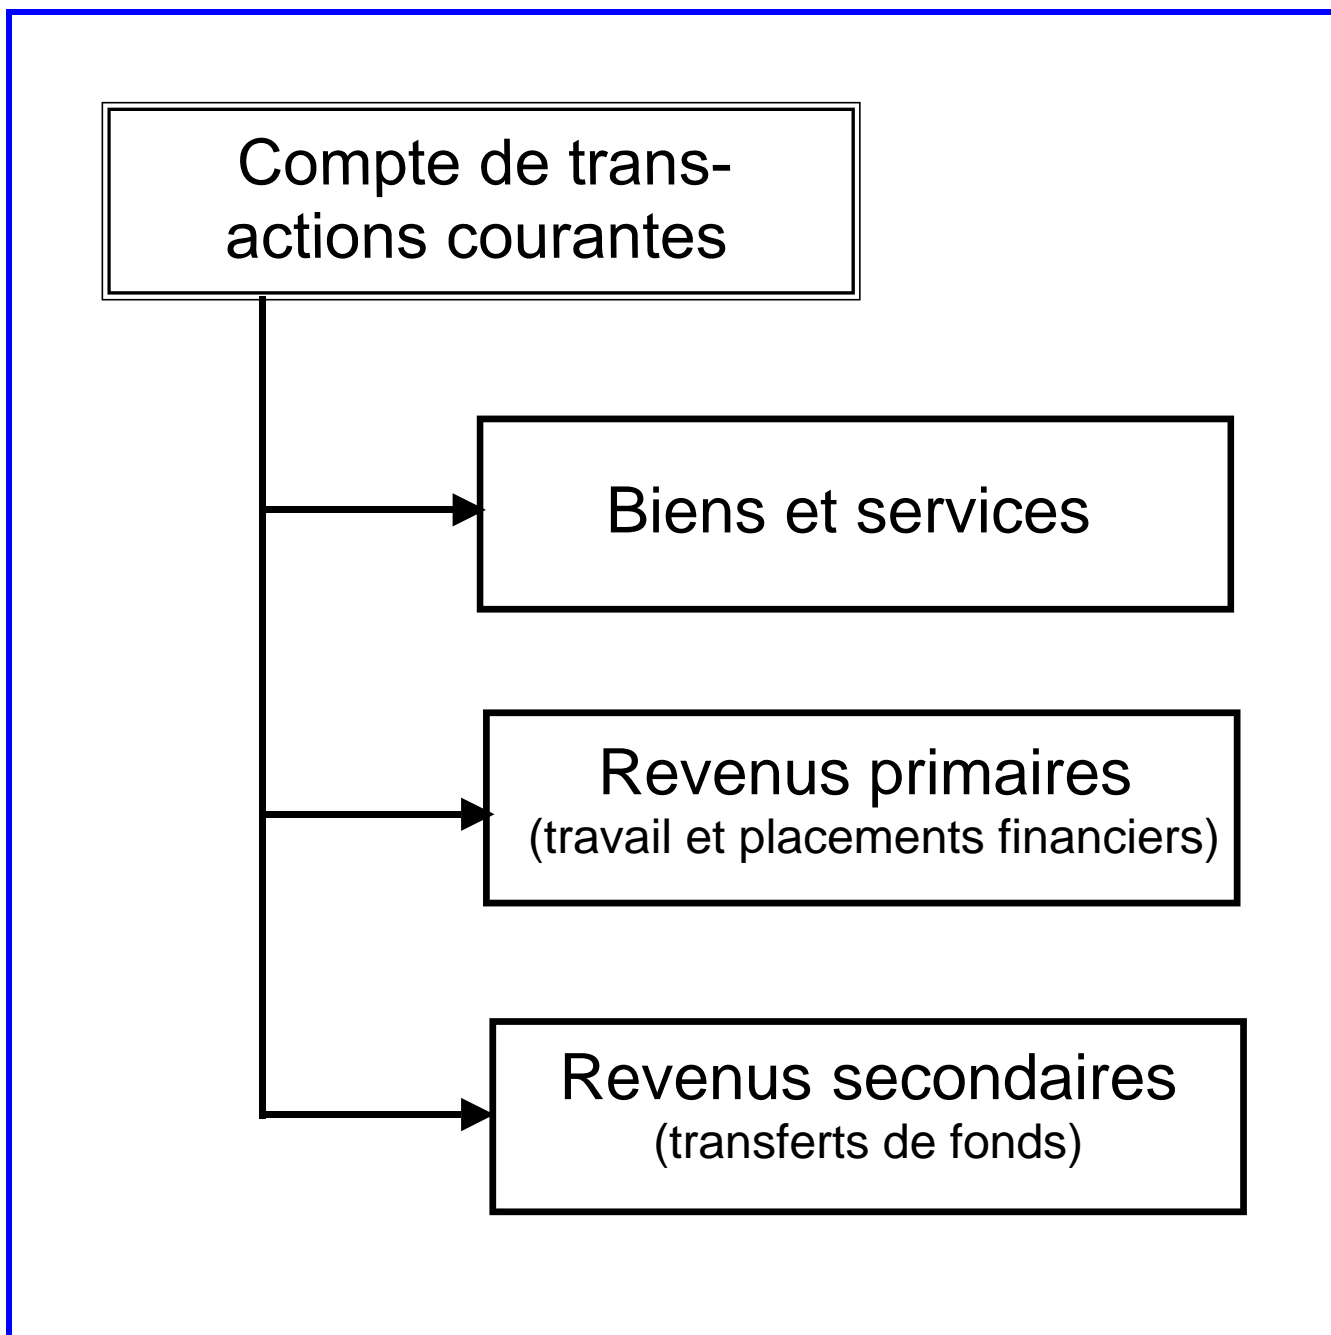 Compte de trans-
actions courantes
Biens et services
Revenus primaires
(travail et placements financiers)
Revenus secondaires
(transferts de fonds)